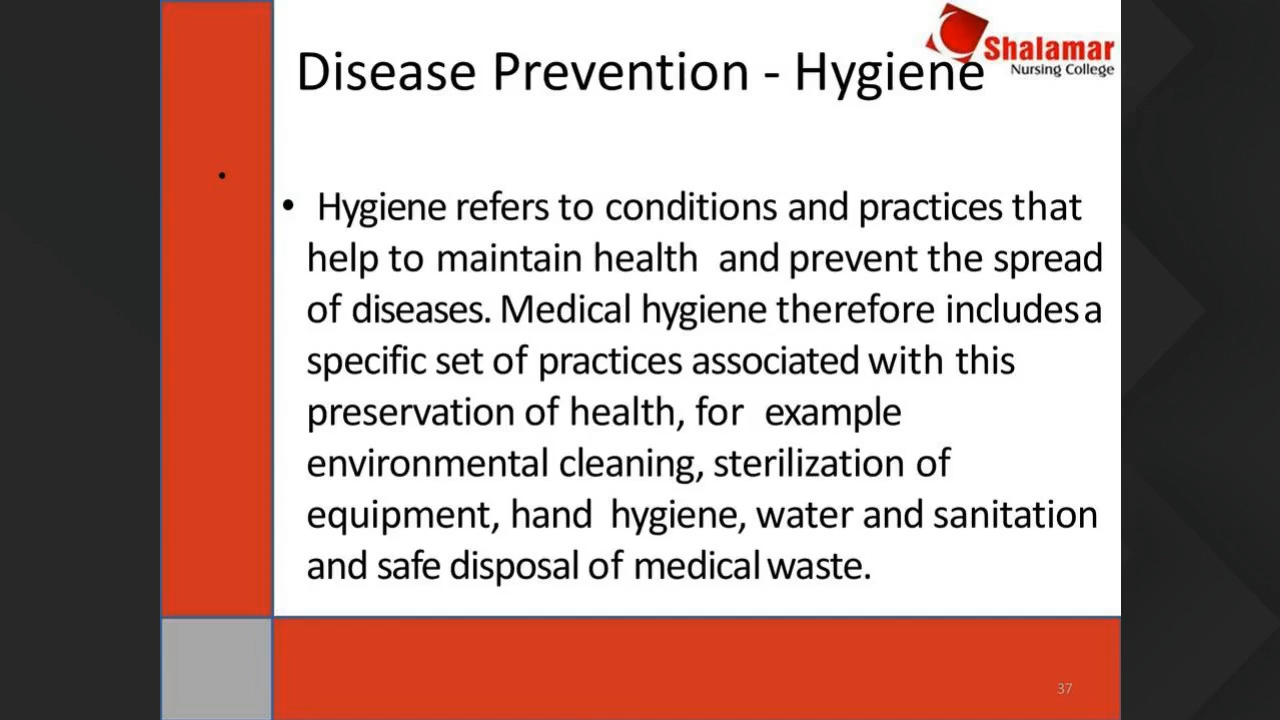 Shalamar
Nursing College
Disease Prevention - Hygiene
•
• Hygiene refers to conditions and practices that
help to maintain health and prevent the spread
of diseases. Medical hygiene therefore includes a
specific set of practices associated with this
preservation of health, for example
environmental cleaning, sterilization of
equipment, hand hygiene, water and sanitation
and safe disposal of medical waste.
37